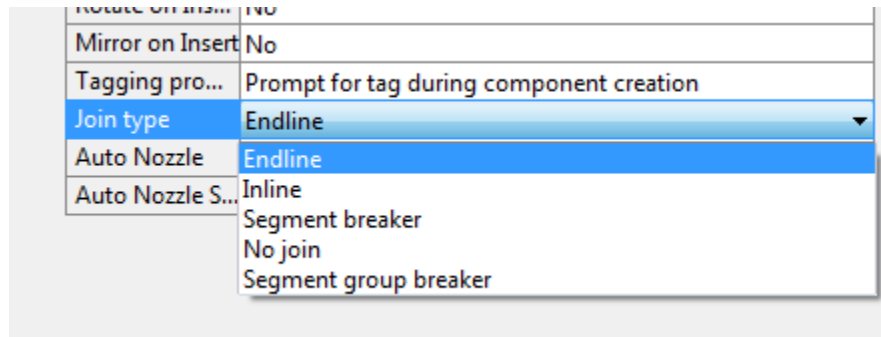 Mirror on Insert No
Tagging pro... Prompt for tag during component creation
Join type Endline
Auto Nozzle Endline
Auto Nozzle S... Inline
Segment breaker
No join
Segment group breaker